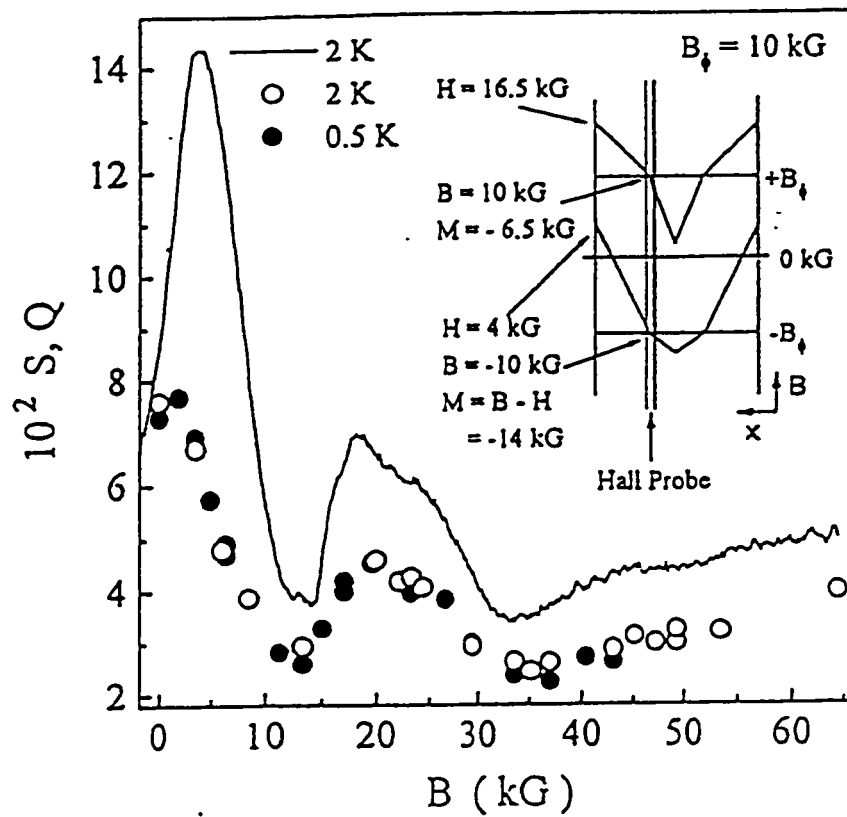 14
12
10
8
6
4
2
10² S, Q
0
10
20
30
40
50
60
B (kG)
2 K
2 K
0.5 K
B_ϕ = 10 kG
H = 16.5 kG
B = 10 kG
M = - 6.5 kG
H = 4 kG
B = -10 kG
M = B - H
= -14 kG
+B_ϕ
0 kG
-B_ϕ
B
x
Hall Probe